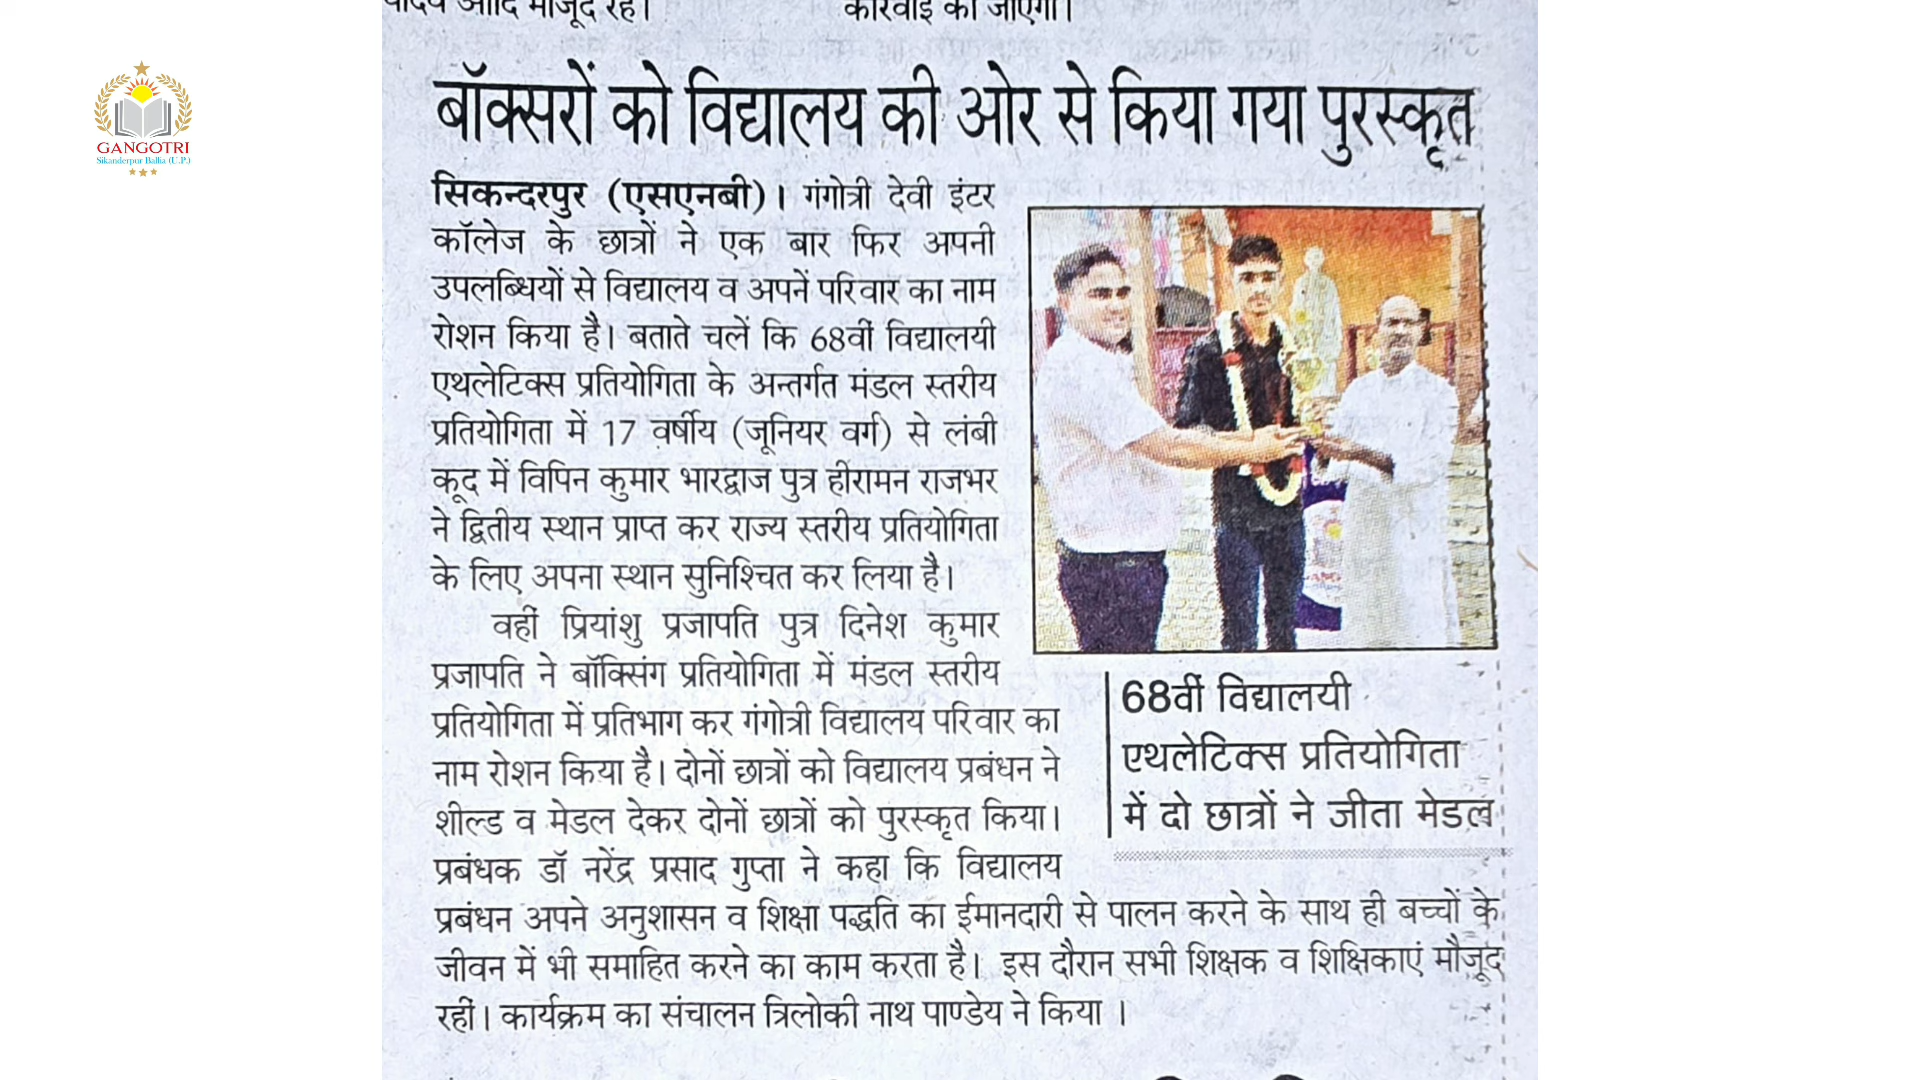 यादव आदि मौजूद रहे।
कार्रवाई की जाएगी।
GANGOTRI
Sikanderpur Ballia (U.P.)
बॉक्सरों को विद्यालय की ओर से किया गया पुरस्कृत
सिकन्दरपुर (एसएनबी)। गंगोत्री देवी इंटर
कॉलेज के छात्रों ने एक बार फिर अपनी
उपलब्धियों से विद्यालय व अपनें परिवार का नाम
रोशन किया है। बताते चलें कि 68वीं विद्यालयी
एथलेटिक्स प्रतियोगिता के अन्तर्गत मंडल स्तरीय
प्रतियोगिता में 17 वर्षीय (जूनियर वर्ग) से लंबी
कूद में विपिन कुमार भारद्वाज पुत्र हीरामन राजभर
ने द्वितीय स्थान प्राप्त कर राज्य स्तरीय प्रतियोगिता
के लिए अपना स्थान सुनिश्चित कर लिया है।
वहीं प्रियांशु प्रजापति पुत्र दिनेश कुमार
प्रजापति ने बॉक्सिंग प्रतियोगिता में मंडल स्तरीय
प्रतियोगिता में प्रतिभाग कर गंगोत्री विद्यालय परिवार का
नाम रोशन किया है। दोनों छात्रों को विद्यालय प्रबंधन ने
शील्ड व मेडल देकर दोनों छात्रों को पुरस्कृत किया।
प्रबंधक डॉ नरेंद्र प्रसाद गुप्ता ने कहा कि विद्यालय
प्रबंधन अपने अनुशासन व शिक्षा पद्धति का ईमानदारी से पालन करने के साथ ही बच्चों के
जीवन में भी समाहित करने का काम करता है। इस दौरान सभी शिक्षक व शिक्षिकाएं मौजूद
रहीं। कार्यक्रम का संचालन त्रिलोकी नाथ पाण्डेय ने किया ।
68वीं विद्यालयी
एथलेटिक्स प्रतियोगिता
में दो छात्रों ने जीता मेडल